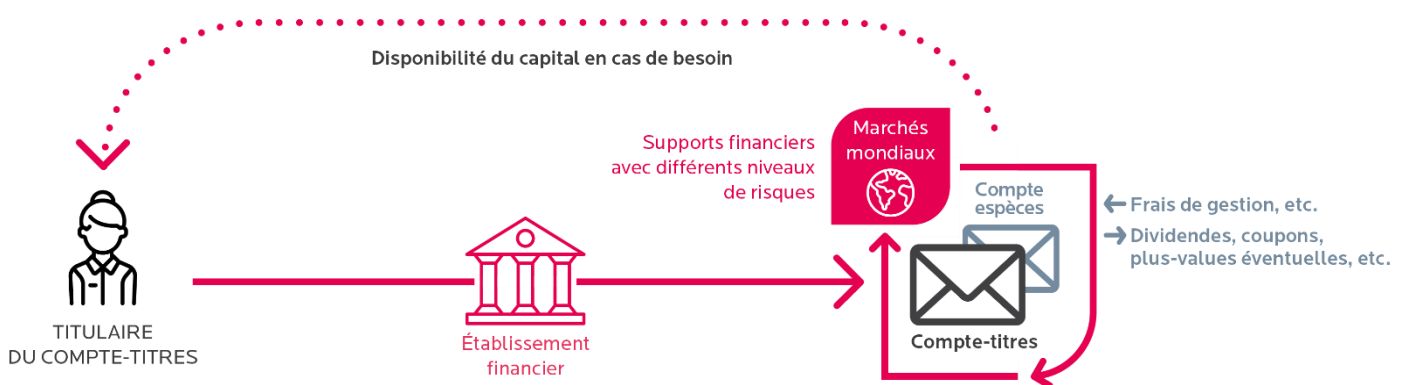 Disponibilité du capital en cas de besoin
Supports financiers
avec différents niveaux
de risques
Marchés
mondiaux
Compte
espèces
Frais de gestion, etc.
Dividendes, coupons,
plus-values éventuelles, etc.
TITULAIRE
DU COMPTE-TITRES
Établissement
financier
Compte-titres